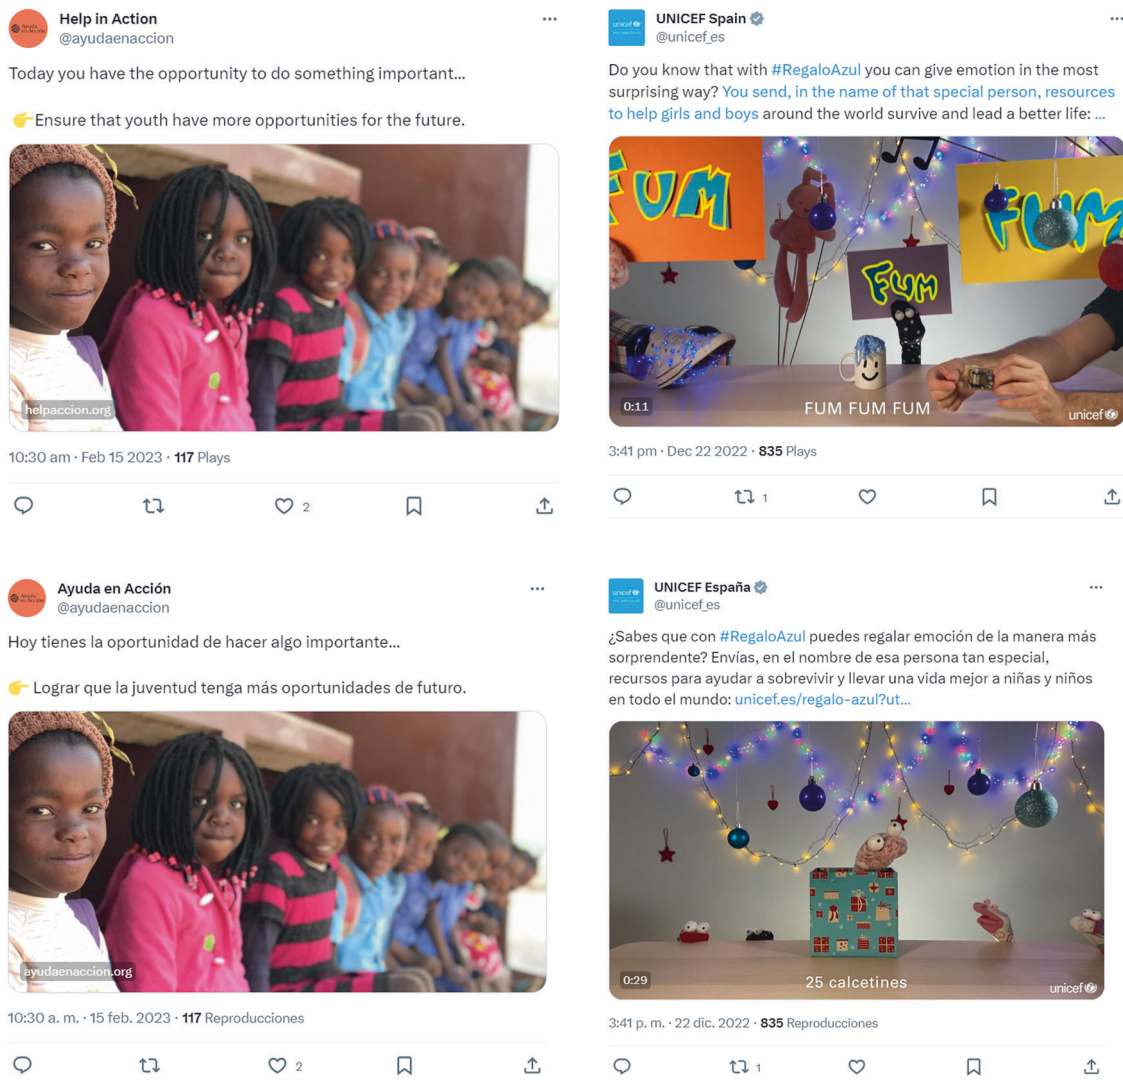 Help in Action
@ayudaenaccion
Today you have the opportunity to do something important...
👉Ensure that youth have more opportunities for the future.
helpaccion.org
10:30 am · Feb 15 2023 · 117 Plays
2
UNICEF Spain
@unicef_es
unicef
Do you know that with #RegaloAzul you can give emotion in the most
surprising way? You send, in the name of that special person, resources
to help girls and boys around the world survive and lead a better life: ...
FUM
FUM
FUM
0:11
FUM FUM FUM
unicef
3:41 pm · Dec 22 2022 · 835 Plays
1
Ayuda en Acción
@ayudaenaccion
Hoy tienes la oportunidad de hacer algo importante...
👉 Lograr que la juventud tenga más oportunidades de futuro.
ayudaenaccion.org
10:30 a. m. · 15 feb. 2023 · 117 Reproducciones
2
UNICEF España
@unicef_es
unicef
¿Sabes que con #RegaloAzul puedes regalar emoción de la manera más
sorprendente? Envías, en el nombre de esa persona tan especial,
recursos para ayudar a sobrevivir y llevar una vida mejor a niñas y niños
en todo el mundo: unicef.es/regalo-azul?ut...
0:29
25 calcetines
unicef
3:41 p. m. · 22 dic. 2022 · 835 Reproducciones
1